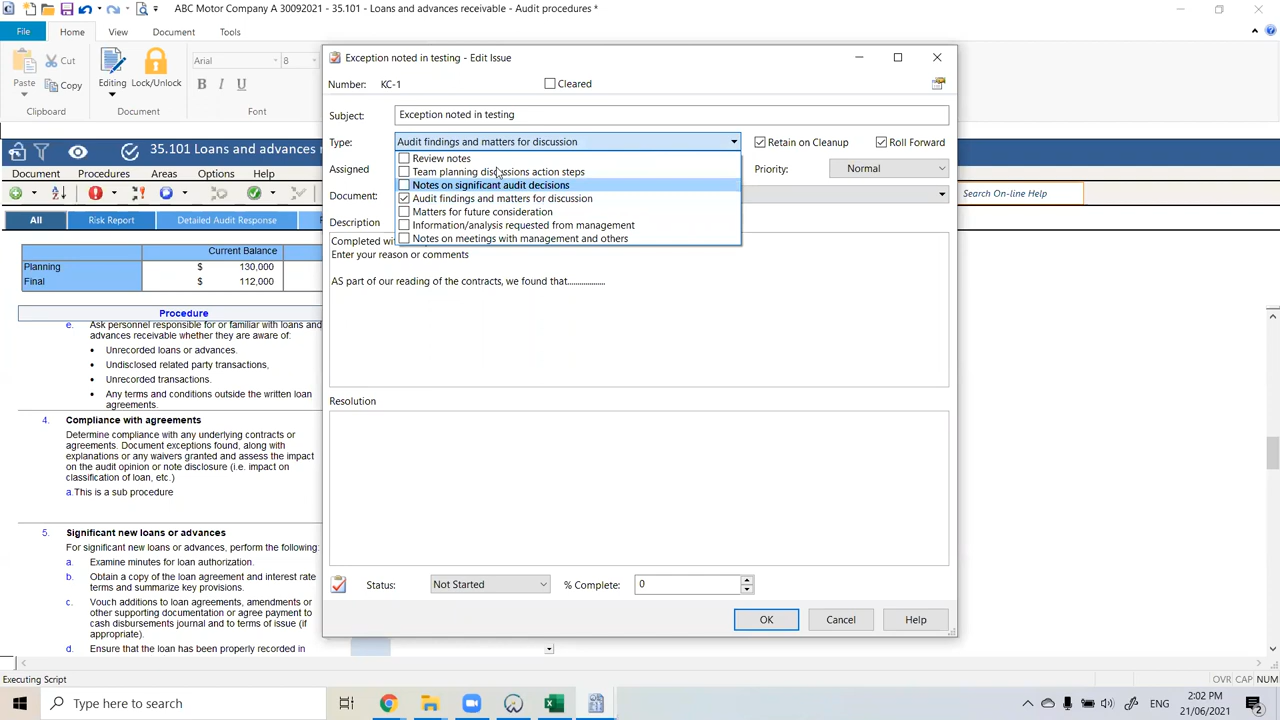 ABC Motor Company A 30092021 - 35.101 - Loans and advances receivable - Audit procedures *
File
Home
View
Document
Tools
Paste
Cut
Copy
Clipboard
Editing
Lock/Unlock
Document
Arial
8
B I U
Font
35.101 Loans and advances re
Document
Procedures
Areas
Options
Help
Search On-line Help
All
Risk Report
Detailed Audit Response
Current Balance
Planning $ 130,000
Final $ 112,000
Procedure
e. Ask personnel responsible for or familiar with loans and
advances receivable whether they are aware of:
• Unrecorded loans or advances.
• Undisclosed related party transactions,
• Unrecorded transactions.
• Any terms and conditions outside the written loan
agreements.
4. Compliance with agreements
Determine compliance with any underlying contracts or
agreements. Document exceptions found, along with
explanations or any waivers granted and assess the impact
on the audit opinion or note disclosure (i.e. impact on
classification of loan, etc.)
a.This is a sub procedure
5. Significant new loans or advances
For significant new loans or advances, perform the following:
a. Examine minutes for loan authorization.
b. Obtain a copy of the loan agreement and interest rate
terms and summarize key provisions.
c. Vouch additions to loan agreements, amendments or
other supporting documentation or agree payment to
cash disbursements journal and to terms of issue (if
appropriate).
d. Ensure that the loan has been properly recorded in
Exception noted in testing - Edit Issue
Number: KC-1
Cleared
Subject: Exception noted in testing
Type: Audit findings and matters for discussion
Retain on Cleanup
Roll Forward
Review notes
Team planning discussions action steps
Notes on significant audit decisions
Audit findings and matters for discussion
Matters for future consideration
Information/analysis requested from management
Notes on meetings with management and others
Assigned
Priority: Normal
Document:
Description
Completed wi
Enter your reason or comments
AS part of our reading of the contracts, we found that..................
Resolution
Status: Not Started
% Complete: 0
OK
Cancel
Help
Executing Script
OVR CAP NUM
Type here to search
ENG
2:02 PM
21/06/2021
2